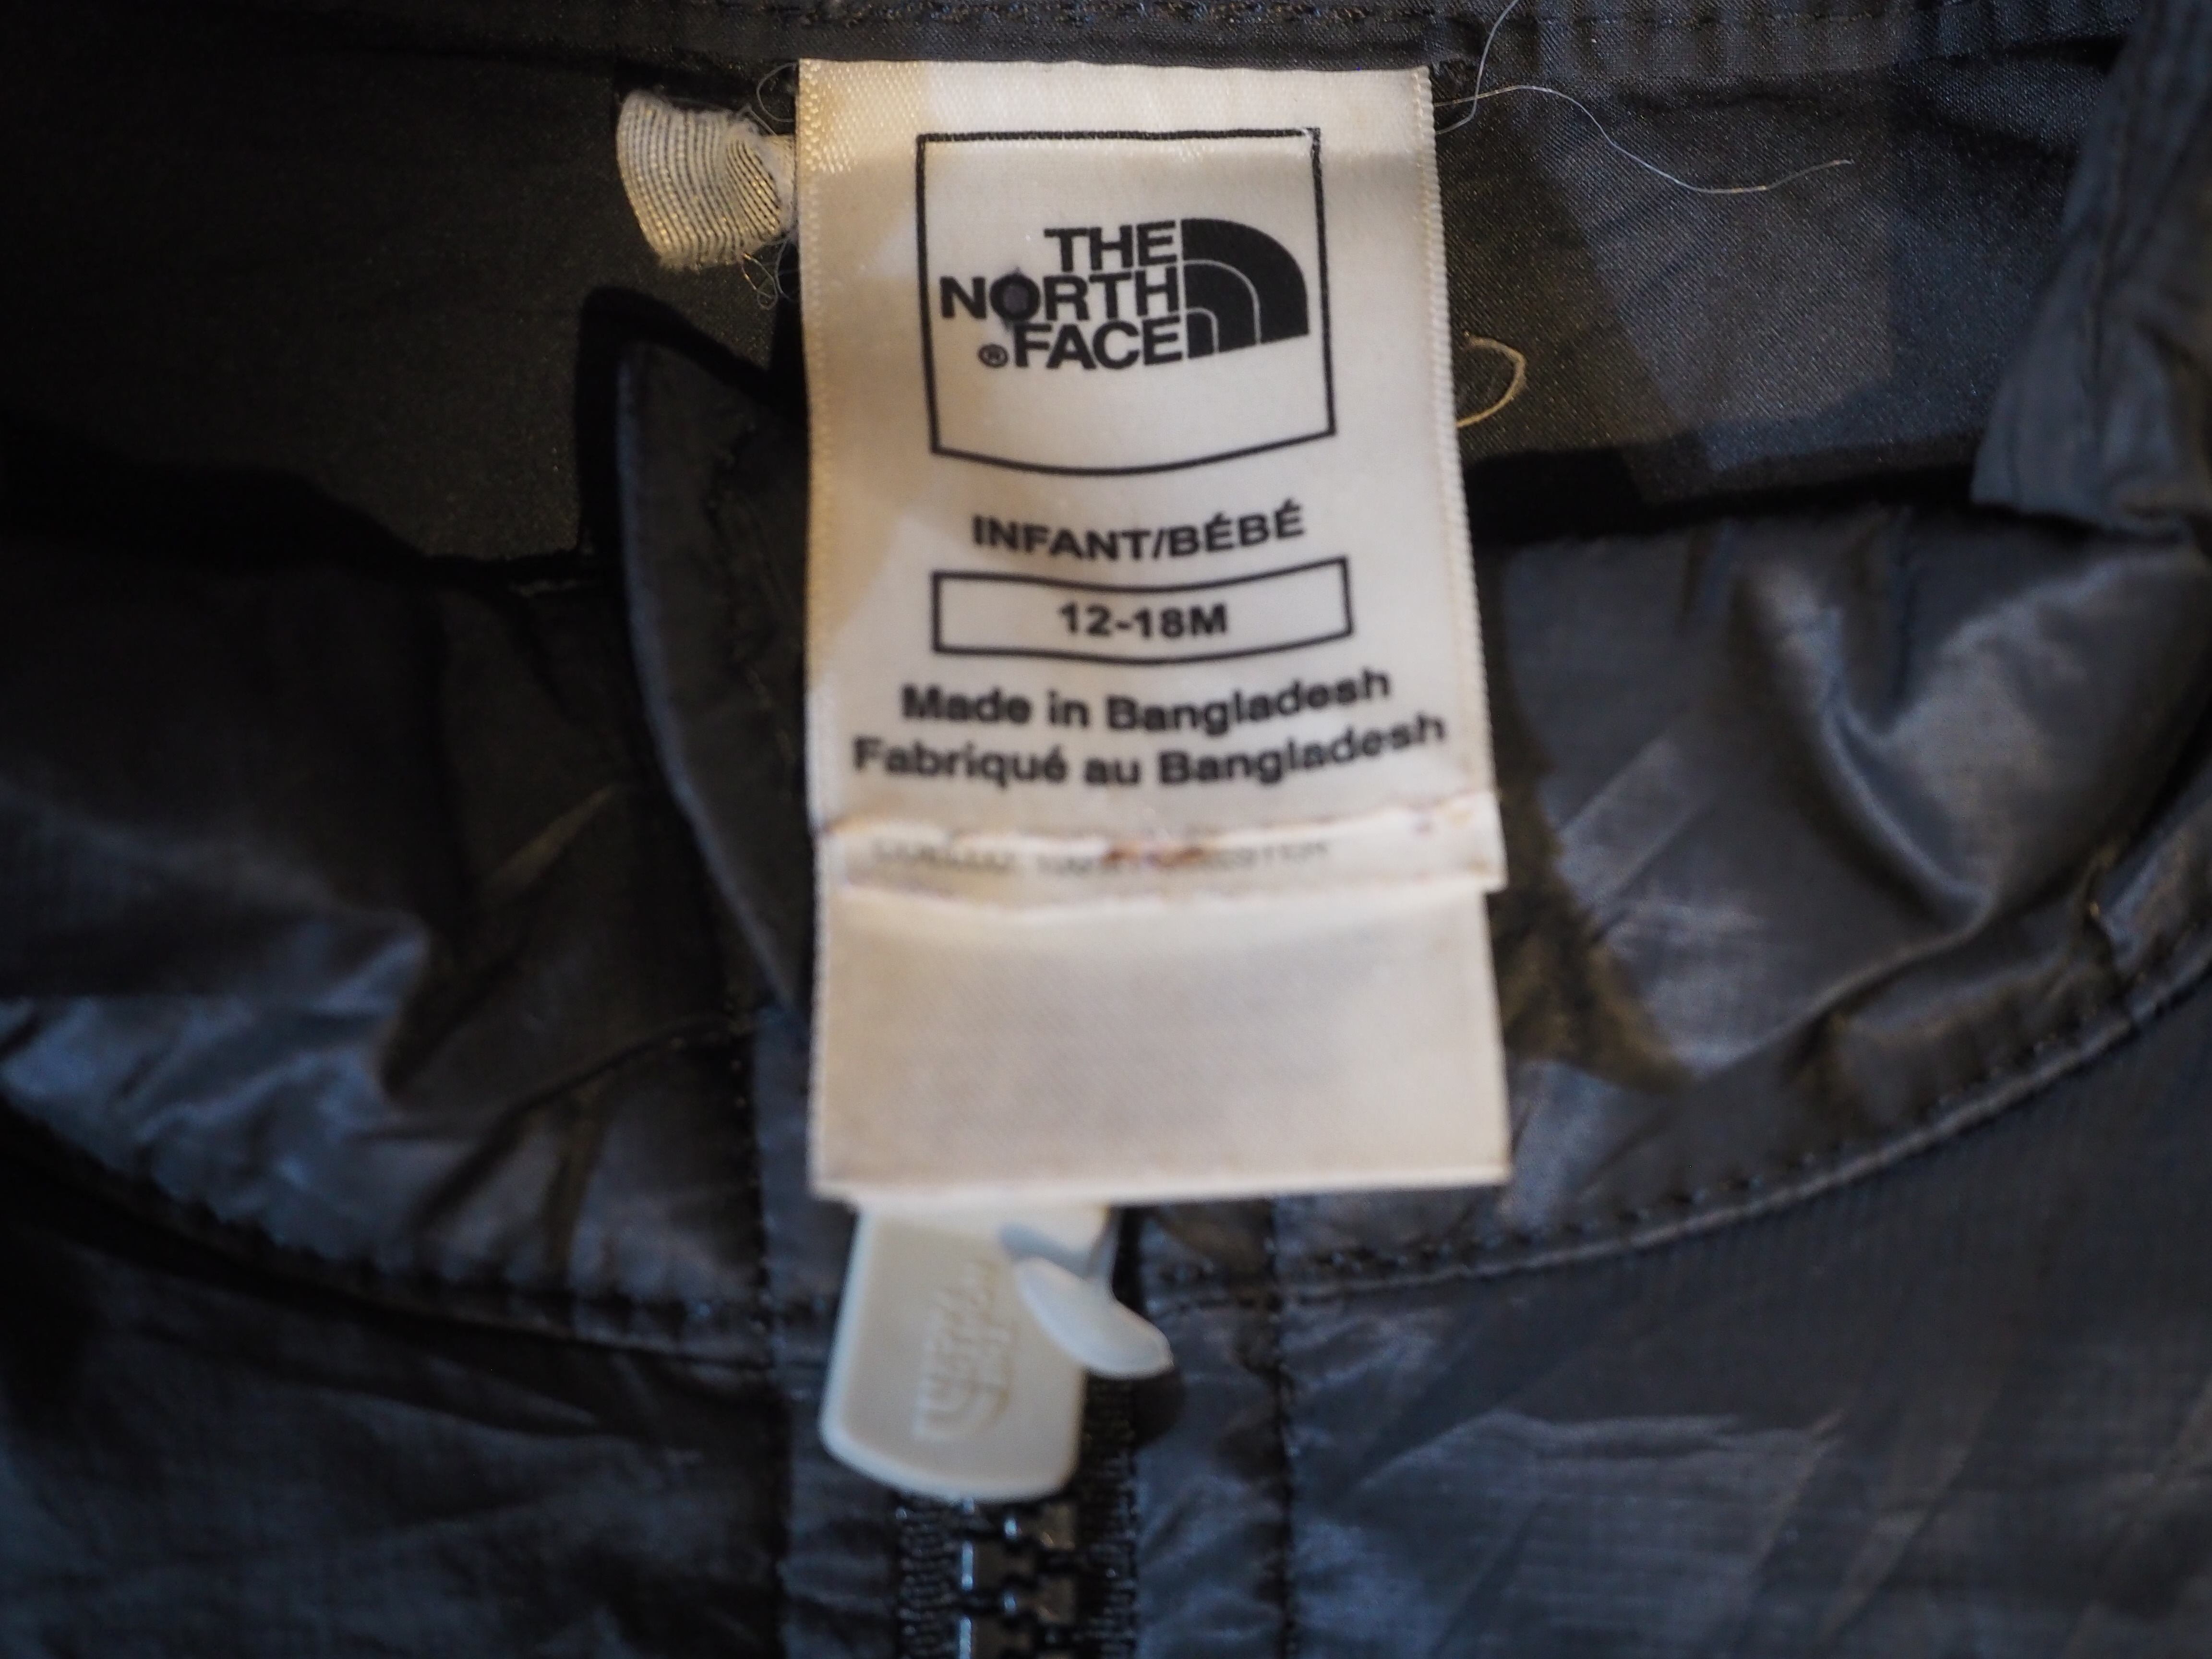 THE
NORTH
®FACE
INFANT/BÉBÉ
12-18M
Made in Bangladesh
Fabriqué au Bangladesh